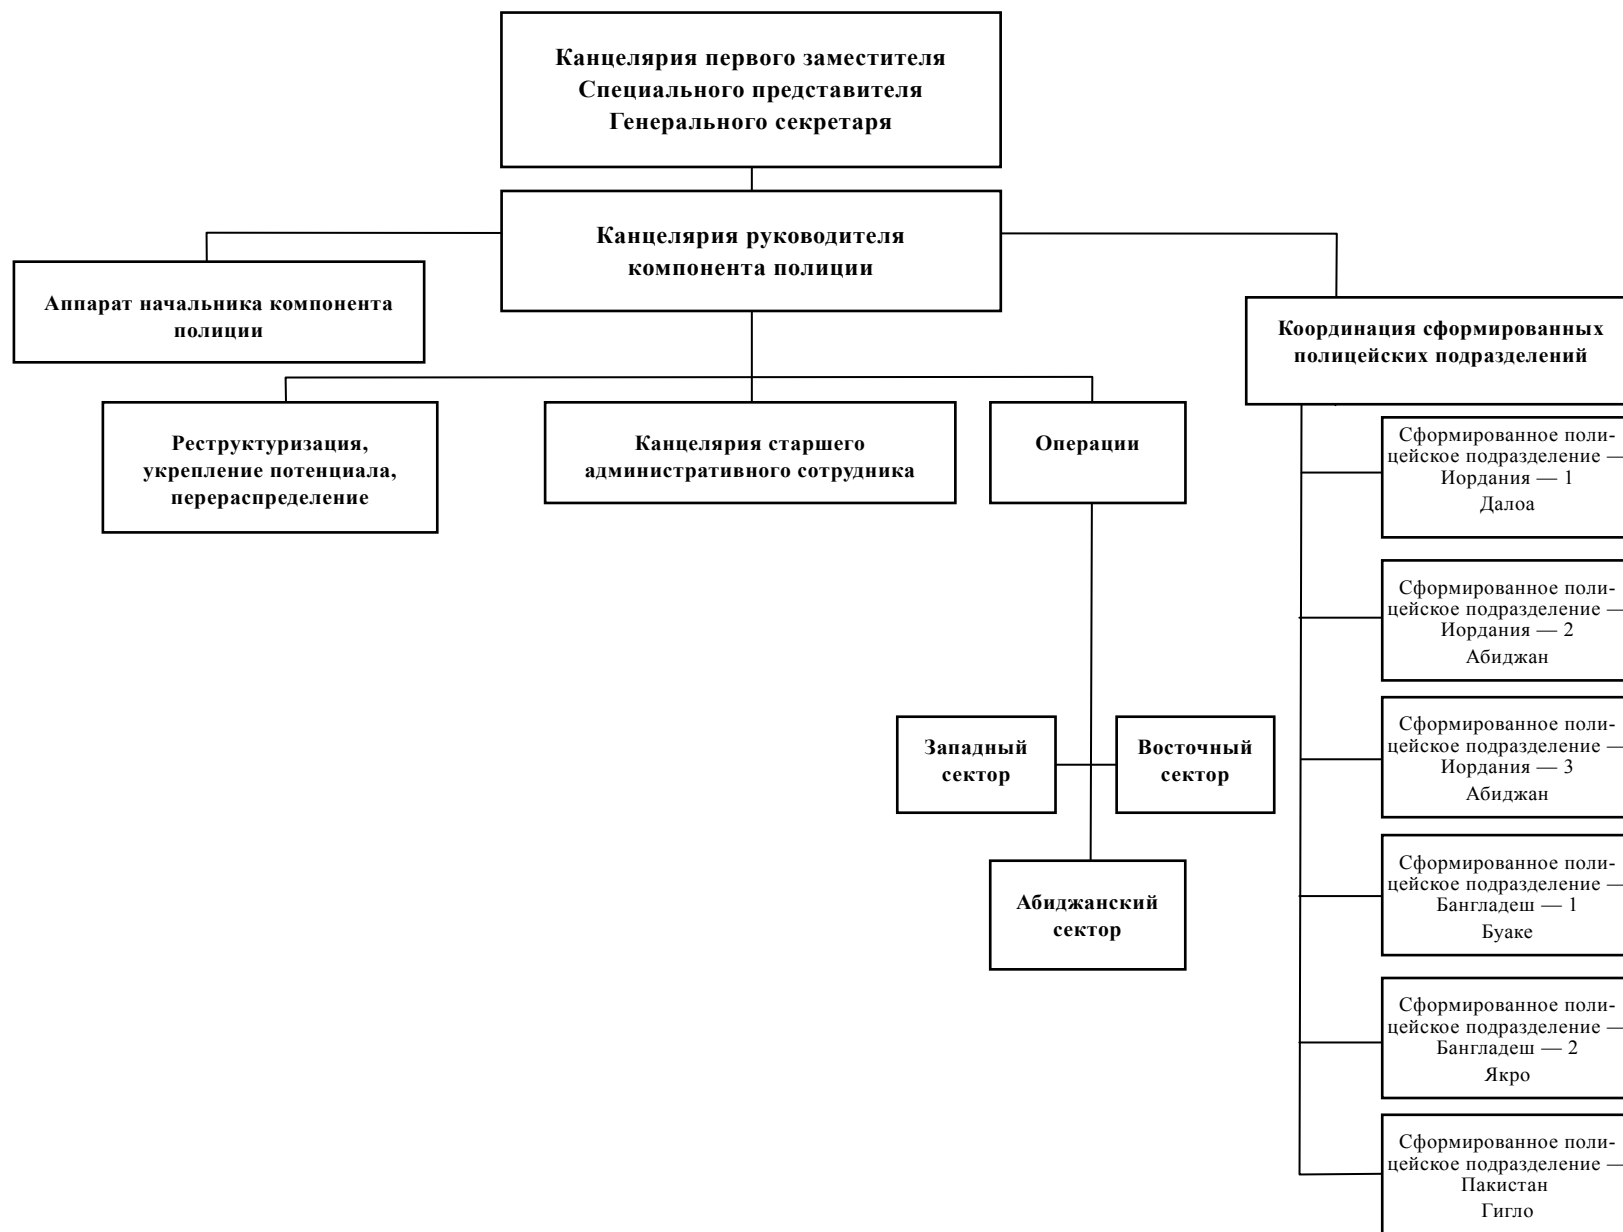 Канцелярия первого заместителя
Специального представителя
Генерального секретаря
Канцелярия руководителя
компонента полиции
Аппарат начальника компонента
полиции
Координация сформированных
полицейских подразделений
Реструктуризация,
укрепление потенциала,
перераспределение
Канцелярия старшего
административного сотрудника
Операции
Сформированное поли-
цейское подразделение —
Иордания — 1
Далоа
Сформированное поли-
цейское подразделение —
Иордания — 2
Абиджан
Сформированное поли-
цейское подразделение —
Иордания — 3
Абиджан
Западный
сектор
Восточный
сектор
Абиджанский
сектор
Сформированное поли-
цейское подразделение —
Бангладеш — 1
Буаке
Сформированное поли-
цейское подразделение —
Бангладеш — 2
Якро
Сформированное поли-
цейское подразделение —
Пакистан
Гигло